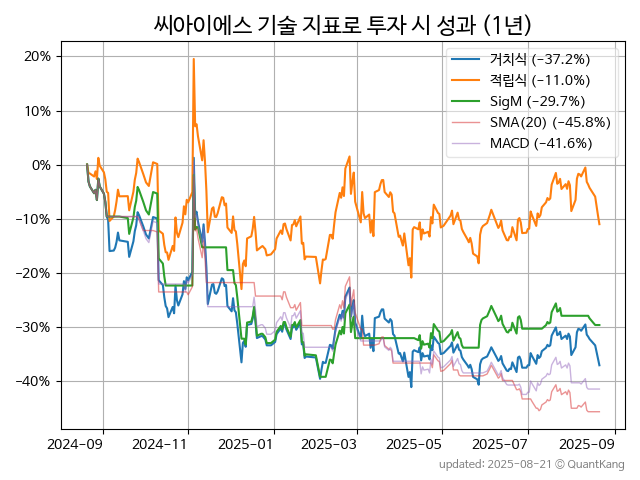 씨아이에스 기술 지표로 투자 시 성과 (1년)
거치식 (−37.2%)
적립식 (−11.0%)
SigM (−29.7%)
SMA(20) (−45.8%)
MACD (−41.6%)
20%
10%
0%
−10%
−20%
−30%
−40%
2024-09 2024-11 2025-01 2025-03 2025-05 2025-07 2025-09
updated: 2025-08-21 © QuantKang